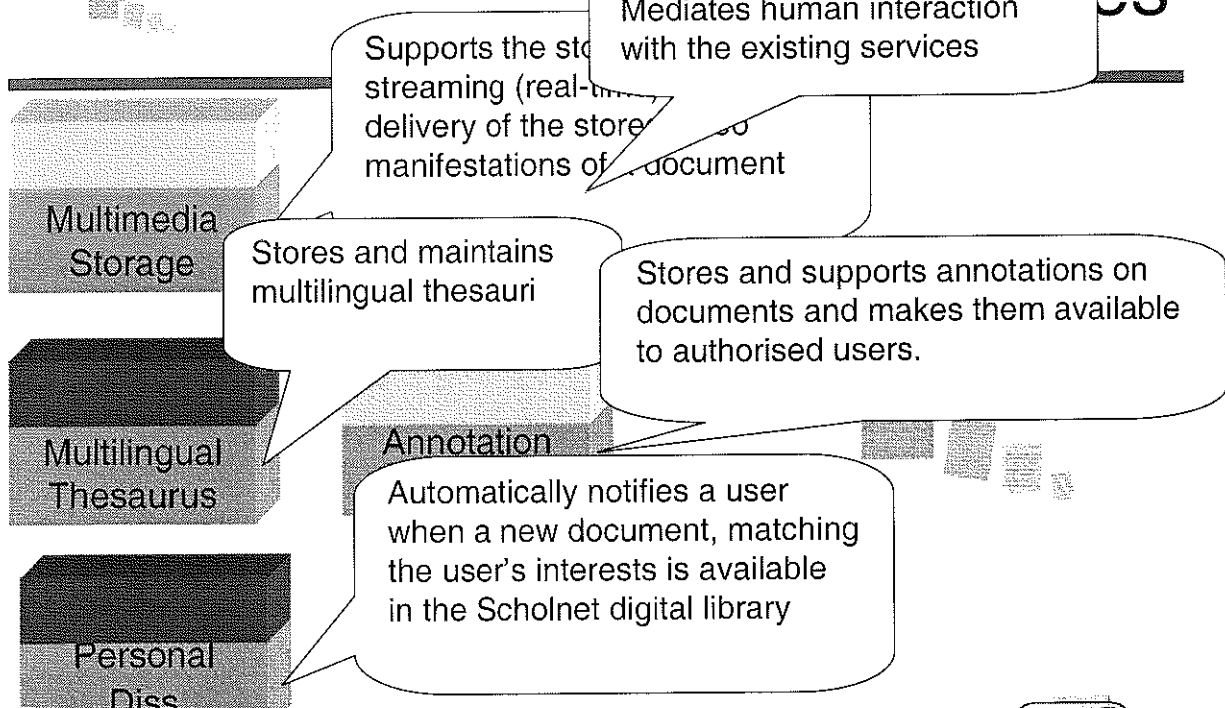 Mediates human interaction
with the existing services
Supports the
streaming
delivery of the
manifestations of document
Multimedia
Storage
Stores and maintains
multilingual thesauri
Stores and supports annotations on
documents and makes them available
to authorised users.
Multilingual
Thesaurus
Annotation
Automatically notifies a user
when a new document, matching
the user's interests is available
in the Scholnet digital library
Personal
Diss